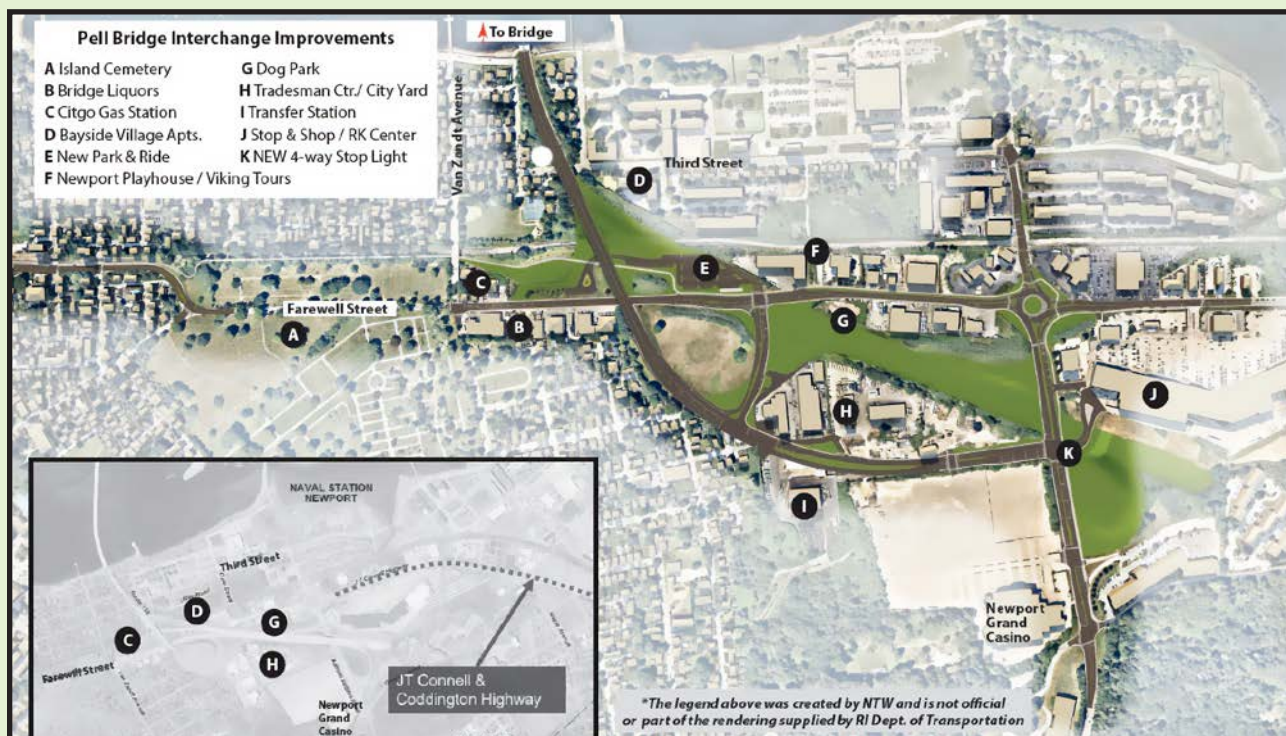 Pell Bridge Interchange Improvements
A Island Cemetery
B Bridge Liquors
C Citgo Gas Station
D Bayside Village Apts.
E New Park & Ride
F Newport Playhouse / Viking Tours
G Dog Park
H Tradesman Ctr./ City Yard
I Transfer Station
J Stop & Shop / RK Center
K NEW 4-way Stop Light
To Bridge
Van Zandt Avenue
Third Street
D
F
E
C
Farewell Street
A
B
G
J
H
K
I
Newport
Grand
Casino
NAVAL STATION
NEWPORT
Third Street
D
G
C
H
Farewell Street
JT Connell &
Coddington Highway
Newport
Grand
Casino
*The legend above was created by NTW and is not official
or part of the rendering supplied by RI Dept. of Transportation